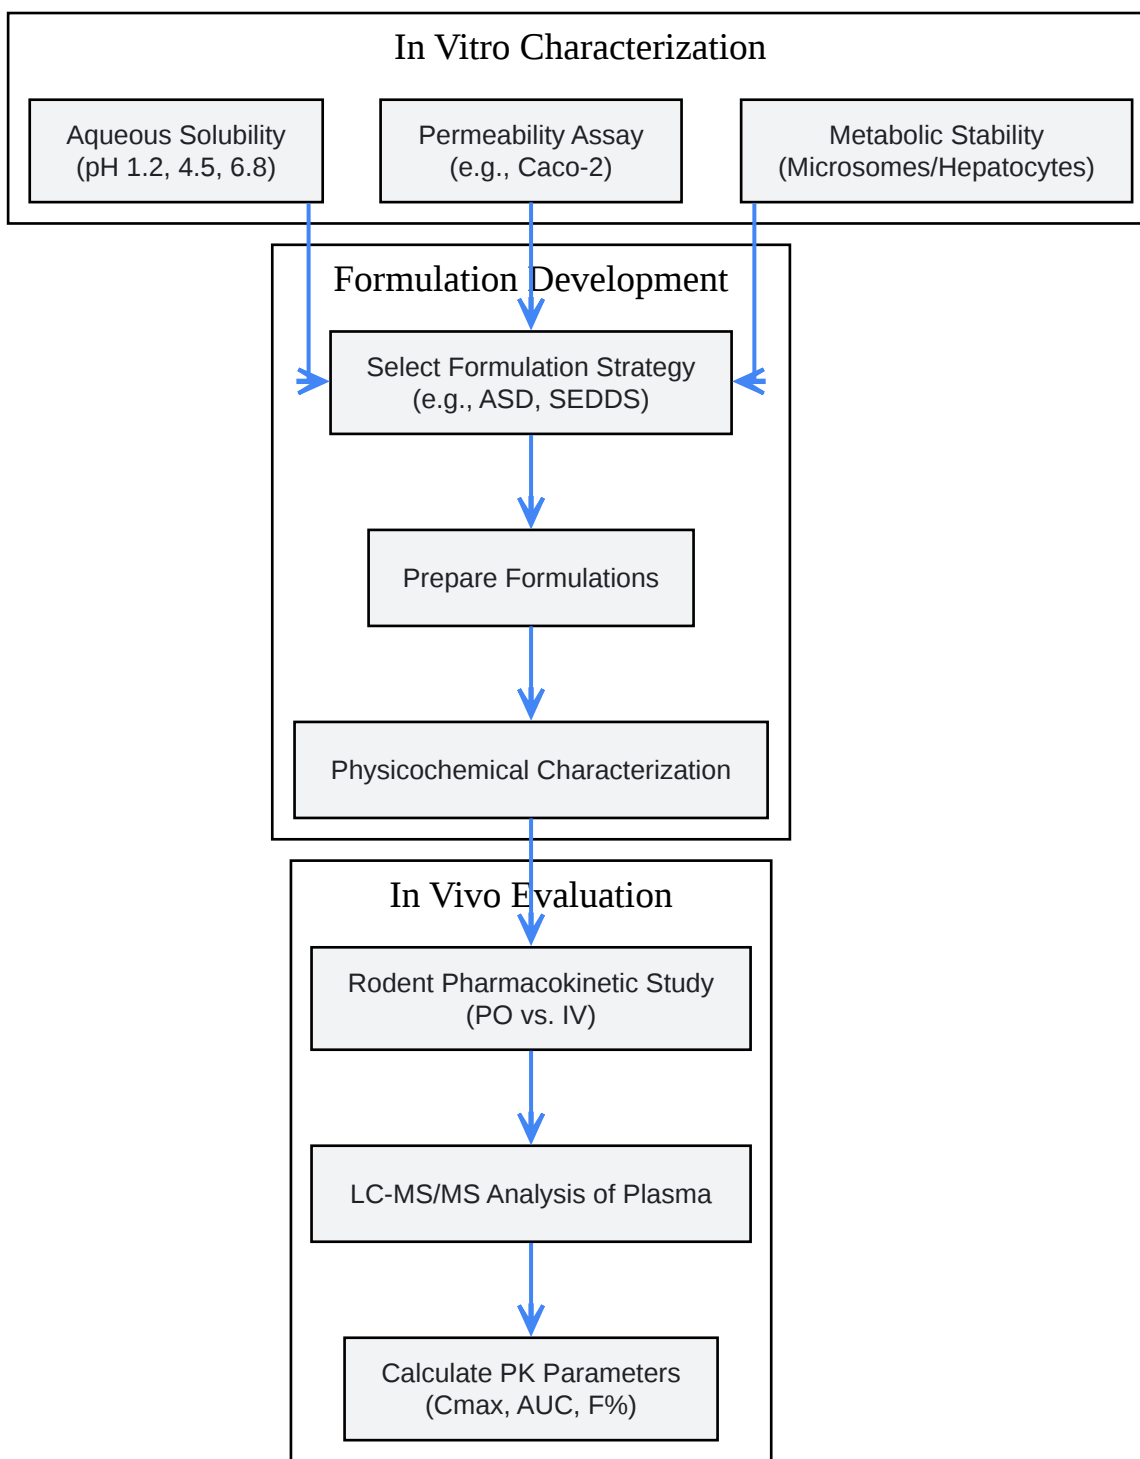 In Vitro Characterization
Aqueous Solubility
(pH 1.2, 4.5, 6.8)
Permeability Assay
(e.g., Caco-2)
Metabolic Stability
(Microsomes/Hepatocytes)
Formulation Development
Select Formulation Strategy
(e.g., ASD, SEDDS)
Prepare Formulations
Physicochemical Characterization
In Vivo Evaluation
Rodent Pharmacokinetic Study
(PO vs. IV)
LC-MS/MS Analysis of Plasma
Calculate PK Parameters
(Cmax, AUC, F%)